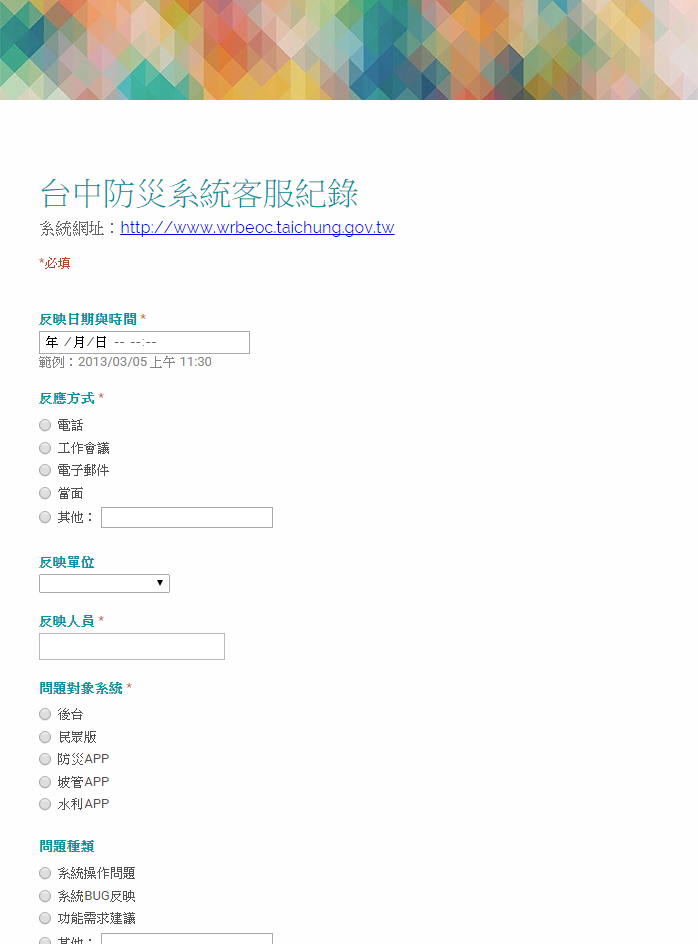 台中防災系統客服紀錄
系統網址：http://www.wrbeoc.taichung.gov.tw
*必填
反映日期與時間 *
年 /月/日 -- --:--
範例：2013/03/05 上午 11:30
反應方式 *
電話
工作會議
電子郵件
當面
其他：
反映單位
反映人員 *
問題對象系統 *
後台
民眾版
防災APP
坡管APP
水利APP
問題種類
系統操作問題
系統BUG反映
功能需求建議
其他：